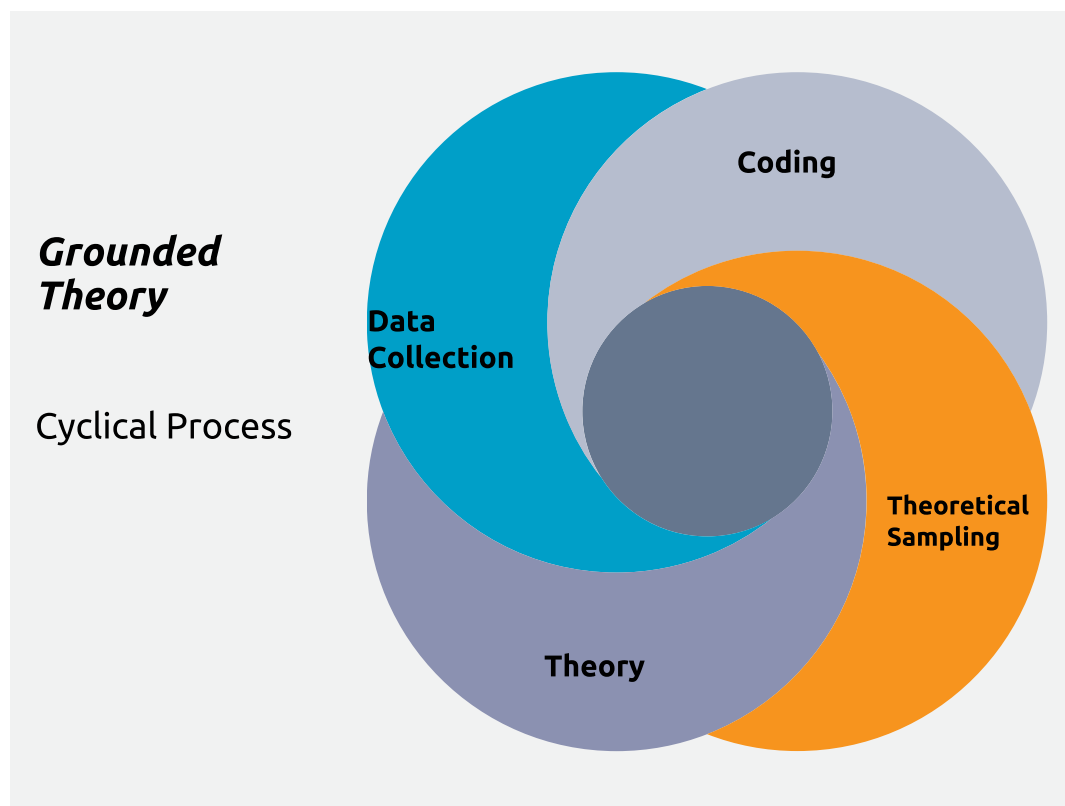 Grounded
Theory
Cyclical Process
Data
Collection
Coding
Theoretical
Sampling
Theory